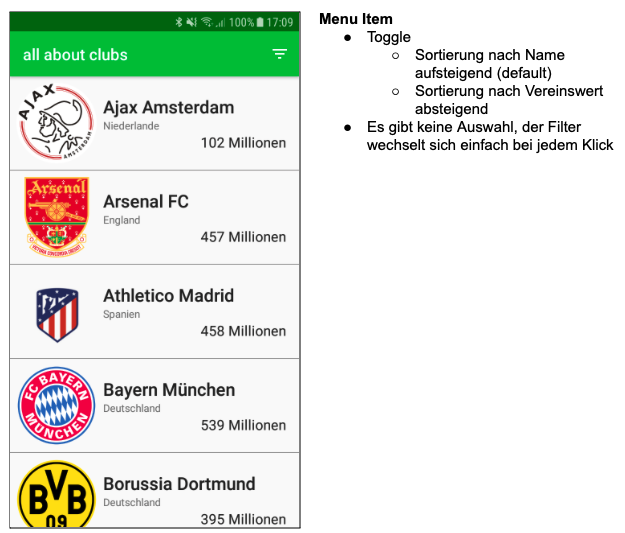 100% 17:09
all about clubs
AJAX
AMSTERDAM
Ajax Amsterdam
Niederlande
102 Millionen
Arsenal
Arsenal FC
England
457 Millionen
Athletico Madrid
Spanien
458 Millionen
FC BAYERN
MÜNCHEN
Bayern München
Deutschland
539 Millionen
BVB
09
Borussia Dortmund
Deutschland
395 Millionen
Menu Item
● Toggle
○ Sortierung nach Name
aufsteigend (default)
○ Sortierung nach Vereinswert
absteigend
● Es gibt keine Auswahl, der Filter
wechselt sich einfach bei jedem Klick